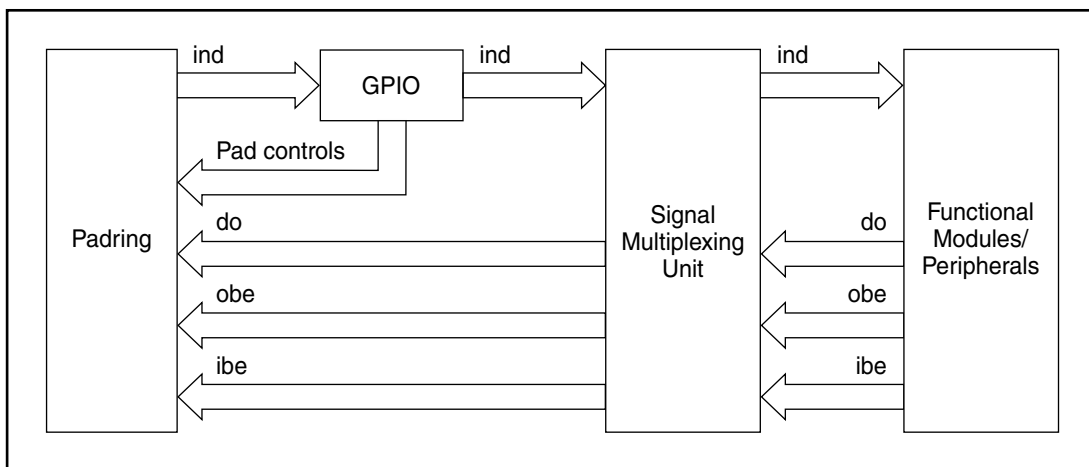 ind
ind
ind
GPIO
Pad controls
Padring
do
obe
ibe
Signal
Multiplexing
Unit
do
obe
ibe
Functional
Modules/
Peripherals